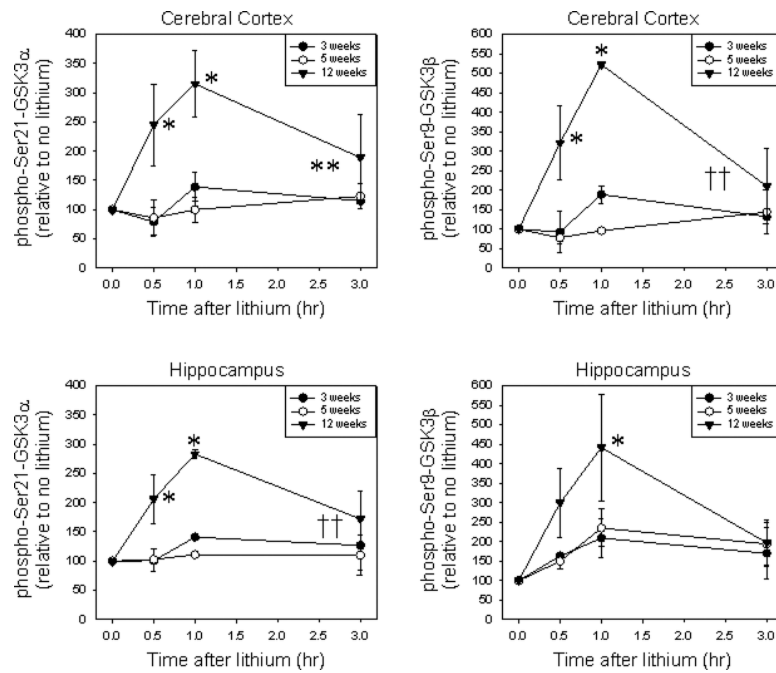 Cerebral Cortex
phospho-Ser21-GSK3α
(relative to no lithium)
400
350
300
250
200
150
100
50
0
3 weeks
5 weeks
12 weeks
*
*
**
0.0 0.5 1.0 1.5 2.0 2.5 3.0
Time after lithium (hr)
Cerebral Cortex
phospho-Ser9-GSK3β
(relative to no lithium)
600
550
500
450
400
350
300
250
200
150
100
50
0
3 weeks
5 weeks
12 weeks
*
*
††
0.0 0.5 1.0 1.5 2.0 2.5 3.0
Time after lithium (hr)
Hippocampus
phospho-Ser21-GSK3α
(relative to no lithium)
400
350
300
250
200
150
100
50
0
3 weeks
5 weeks
12 weeks
*
*
††
0.0 0.5 1.0 1.5 2.0 2.5 3.0
Time after lithium (hr)
Hippocampus
phospho-Ser9-GSK3β
(relative to no lithium)
600
550
500
450
400
350
300
250
200
150
100
50
0
3 weeks
5 weeks
12 weeks
*
0.0 0.5 1.0 1.5 2.0 2.5 3.0
Time after lithium (hr)